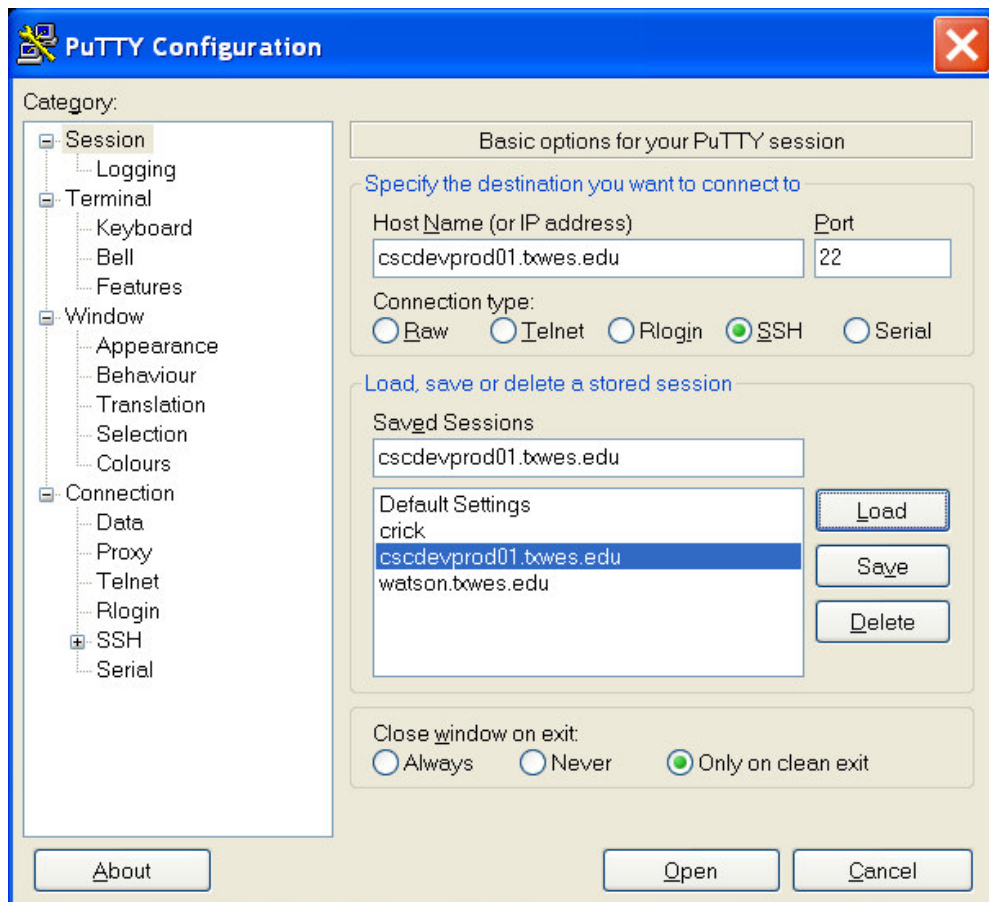 PuTTY Configuration
Category:
Session
Logging
Terminal
Keyboard
Bell
Features
Window
Appearance
Behaviour
Translation
Selection
Colours
Connection
Data
Proxy
Telnet
Rlogin
SSH
Serial
Basic options for your PuTTY session
Specify the destination you want to connect to
Host Name (or IP address) Port
cscdevprod01.txwes.edu 22
Connection type:
Raw Telnet Rlogin SSH Serial
Load, save or delete a stored session
Saved Sessions
cscdevprod01.txwes.edu
Default Settings
crick
cscdevprod01.txwes.edu
watson.txwes.edu
Load
Save
Delete
Close window on exit:
Always Never Only on clean exit
About Open Cancel